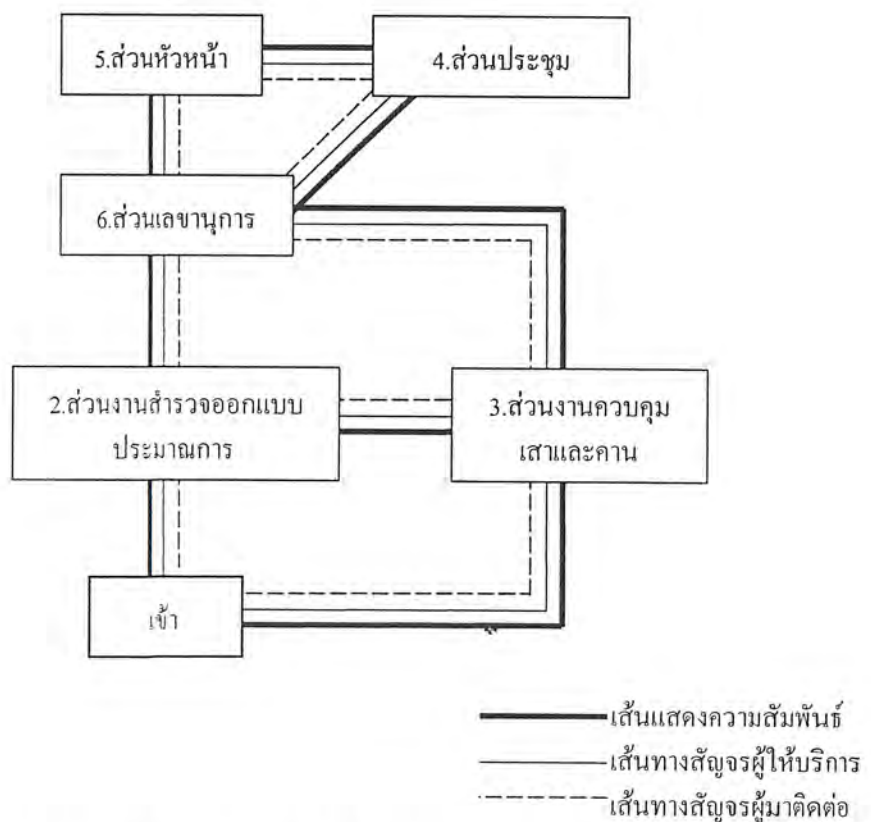 5.ส่วนหัวหน้า
4.ส่วนประชุม
6.ส่วนเลขานุการ
2.ส่วนงานสำรวจออกแบบ
ประมาณการ
3.ส่วนงานควบคุม
เสาและคาน
เข้า
เส้นแสดงความสัมพันธ์
เส้นทางสัญจรผู้ให้บริการ
เส้นทางสัญจรผู้มาติดต่อ